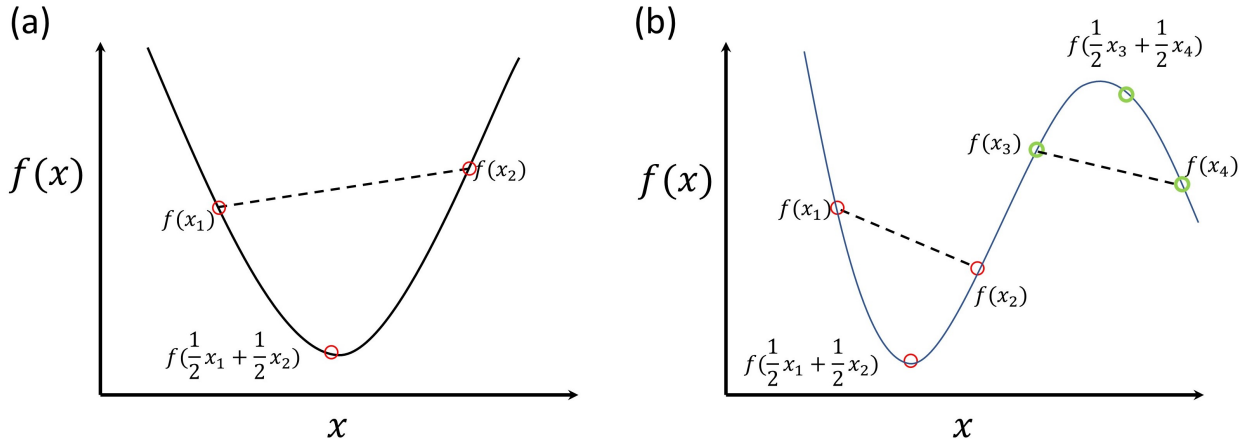 (a)
f(x)
f(x₁)
f(x₂)
f(½x₁ + ½x₂)
x
(b)
f(½x₃ + ½x₄)
f(x)
f(x₃)
f(x₄)
f(x₁)
f(x₂)
f(½x₁ + ½x₂)
x